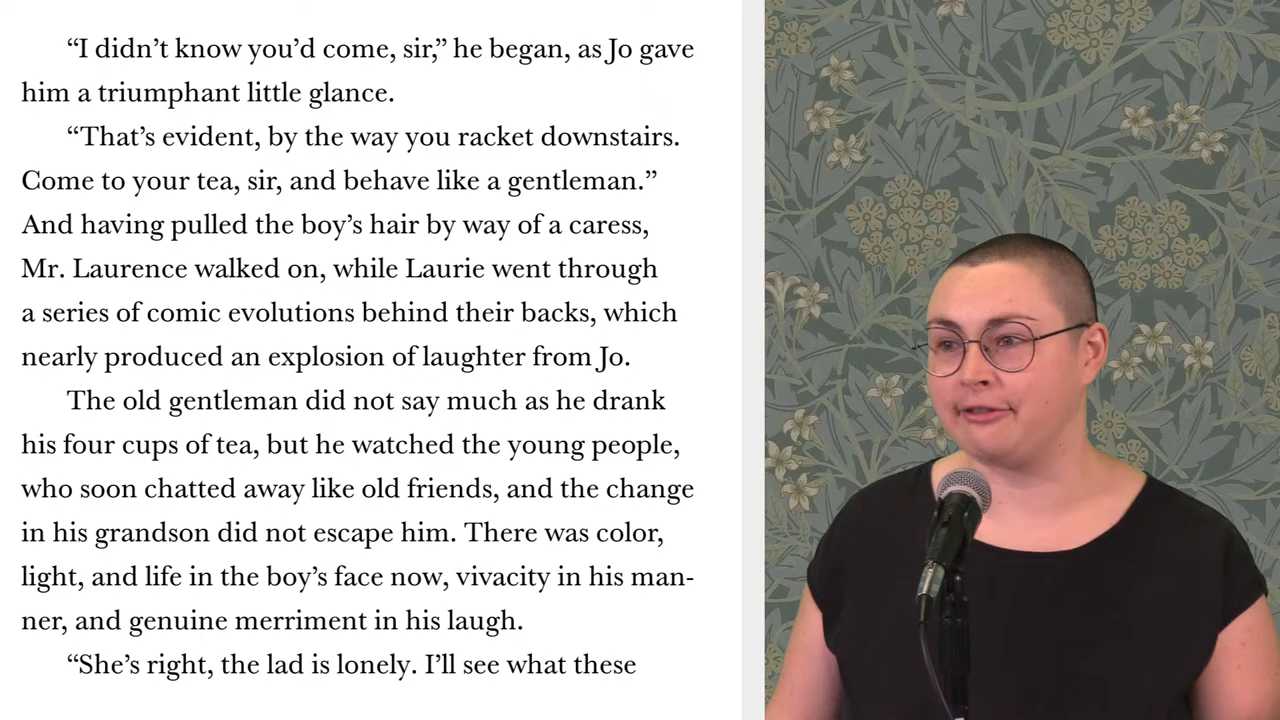 “I didn’t know you’d come, sir,” he began, as Jo gave
him a triumphant little glance.
“That’s evident, by the way you racket downstairs.
Come to your tea, sir, and behave like a gentleman.”
And having pulled the boy’s hair by way of a caress,
Mr. Laurence walked on, while Laurie went through
a series of comic evolutions behind their backs, which
nearly produced an explosion of laughter from Jo.
The old gentleman did not say much as he drank
his four cups of tea, but he watched the young people,
who soon chatted away like old friends, and the change
in his grandson did not escape him. There was color,
light, and life in the boy’s face now, vivacity in his man-
ner, and genuine merriment in his laugh.
“She’s right, the lad is lonely. I’ll see what these